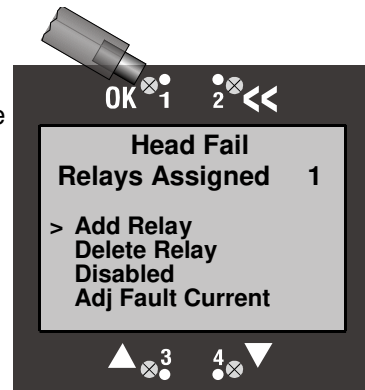 OK 1 2 <<
e
Head Fail
Relays Assigned 1
> Add Relay
Delete Relay
Disabled
Adj Fault Current
3 4